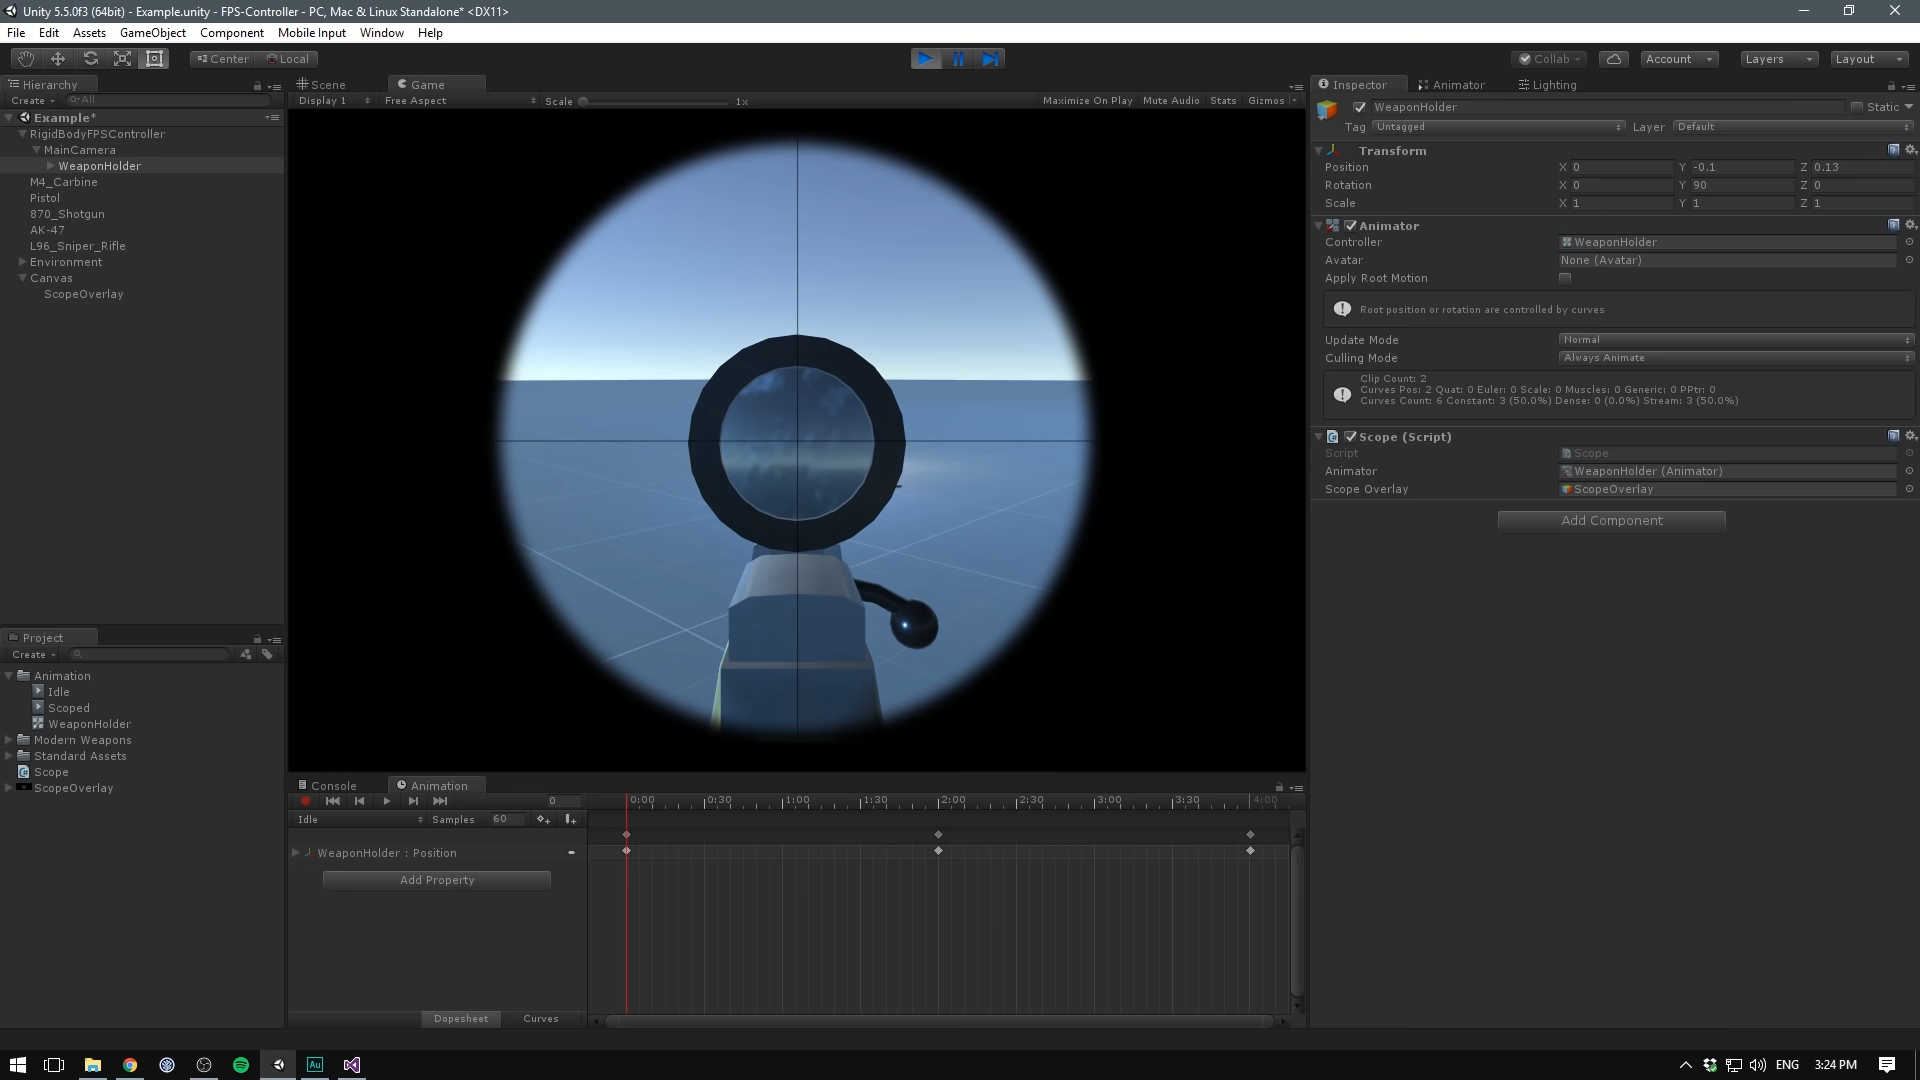 Unity 5.5.0f3 (64bit) - Example.unity - FPS-Controller - PC, Mac & Linux Standalone* <DX11>
File Edit Assets GameObject Component Mobile Input Window Help
Center Local Collab Account Layers Layout
Hierarchy
Create All
Example*
RigidBodyFPSController
MainCamera
WeaponHolder
M4_Carbine
Pistol
870_Shotgun
AK-47
L96_Sniper_Rifle
Environment
Canvas
ScopeOverlay
Project
Create
Animation
Idle
Scoped
WeaponHolder
Modern Weapons
Standard Assets
Scope
ScopeOverlay
Scene Game
Display 1 Free Aspect Scale 1x Maximize On Play Mute Audio Stats Gizmos
Console Animation
0 0:00 0:30 1:00 1:30 2:00 2:30 3:00 3:30 4:00
Idle Samples 60
WeaponHolder : Position
Add Property
Dopesheet Curves
Inspector Animator Lighting
WeaponHolder Static
Tag Untagged Layer Default
Transform
Position X 0 Y -0.1 Z 0.13
Rotation X 0 Y 90 Z 0
Scale X 1 Y 1 Z 1
Animator
Controller WeaponHolder
Avatar None (Avatar)
Apply Root Motion
Root position or rotation are controlled by curves
Update Mode Normal
Culling Mode Always Animate
Clip Count: 2
Curves Pos: 2 Quat: 0 Euler: 0 Scale: 0 Muscles: 0 Generic: 0 PPtr: 0
Curves Count: 6 Constant: 3 (50.0%) Dense: 0 (0.0%) Stream: 3 (50.0%)
Scope (Script)
Script Scope
Animator WeaponHolder (Animator)
Scope Overlay ScopeOverlay
Add Component
Au
ENG 3:24 PM